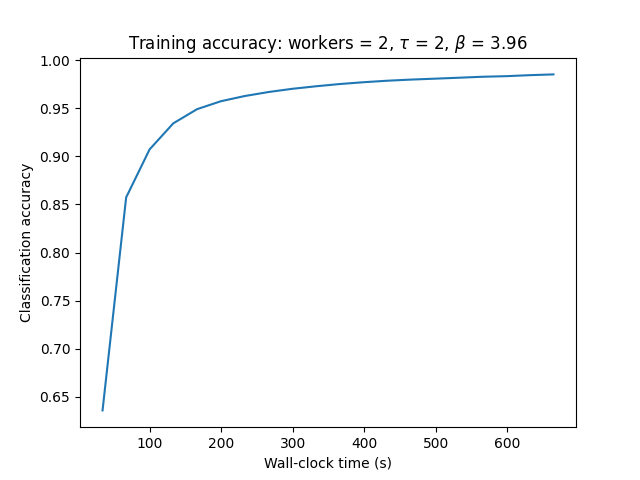 Training accuracy: workers = 2, τ = 2, β = 3.96
1.00
0.95
0.90
0.85
0.80
0.75
0.70
0.65
Classification accuracy
100 200 300 400 500 600
Wall-clock time (s)